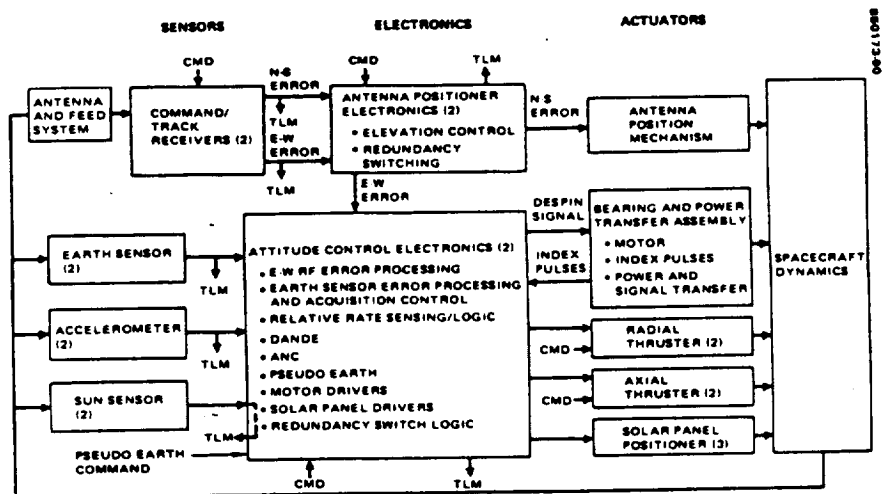 SENSORS
ELECTRONICS
ACTUATORS
880173-00
CMD
N-S
ERROR
CMD
TLM
ANTENNA
AND FEED
SYSTEM
COMMAND/
TRACK
RECEIVERS (2)
TLM
E-W
ERROR
TLM
ANTENNA POSITIONER
ELECTRONICS (2)
• ELEVATION CONTROL
• REDUNDANCY
SWITCHING
N-S
ERROR
ANTENNA
POSITION
MECHANISM
E-W
ERROR
DESPIN
SIGNAL
INDEX
PULSES
BEARING AND POWER
TRANSFER ASSEMBLY
• MOTOR
• INDEX PULSES
• POWER AND
SIGNAL TRANSFER
SPACECRAFT
DYNAMICS
EARTH SENSOR
(2)
TLM
ACCELEROMETER
(2)
TLM
SUN SENSOR
(2)
TLM
PSEUDO EARTH
COMMAND
ATTITUDE CONTROL ELECTRONICS (2)
• E-W RF ERROR PROCESSING
• EARTH SENSOR ERROR PROCESSING
AND ACQUISITION CONTROL
• RELATIVE RATE SENSING/LOGIC
• DANDE
• ANC
• PSEUDO EARTH
• MOTOR DRIVERS
• SOLAR PANEL DRIVERS
• REDUNDANCY SWITCH LOGIC
CMD
TLM
CMD
RADIAL
THRUSTER (2)
CMD
AXIAL
THRUSTER (2)
SOLAR PANEL
POSITIONER (3)